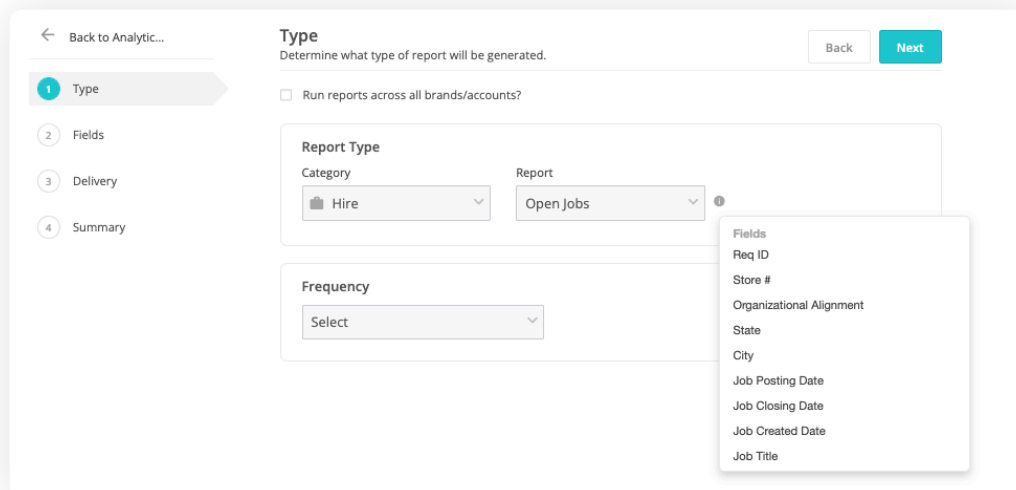 Back to Analytic...
1 Type
2 Fields
3 Delivery
4 Summary
Type
Determine what type of report will be generated.
Back
Next
Run reports across all brands/accounts?
Report Type
Category
Report
Hire
Open Jobs
Frequency
Select
Fields
Req ID
Store #
Organizational Alignment
State
City
Job Posting Date
Job Closing Date
Job Created Date
Job Title